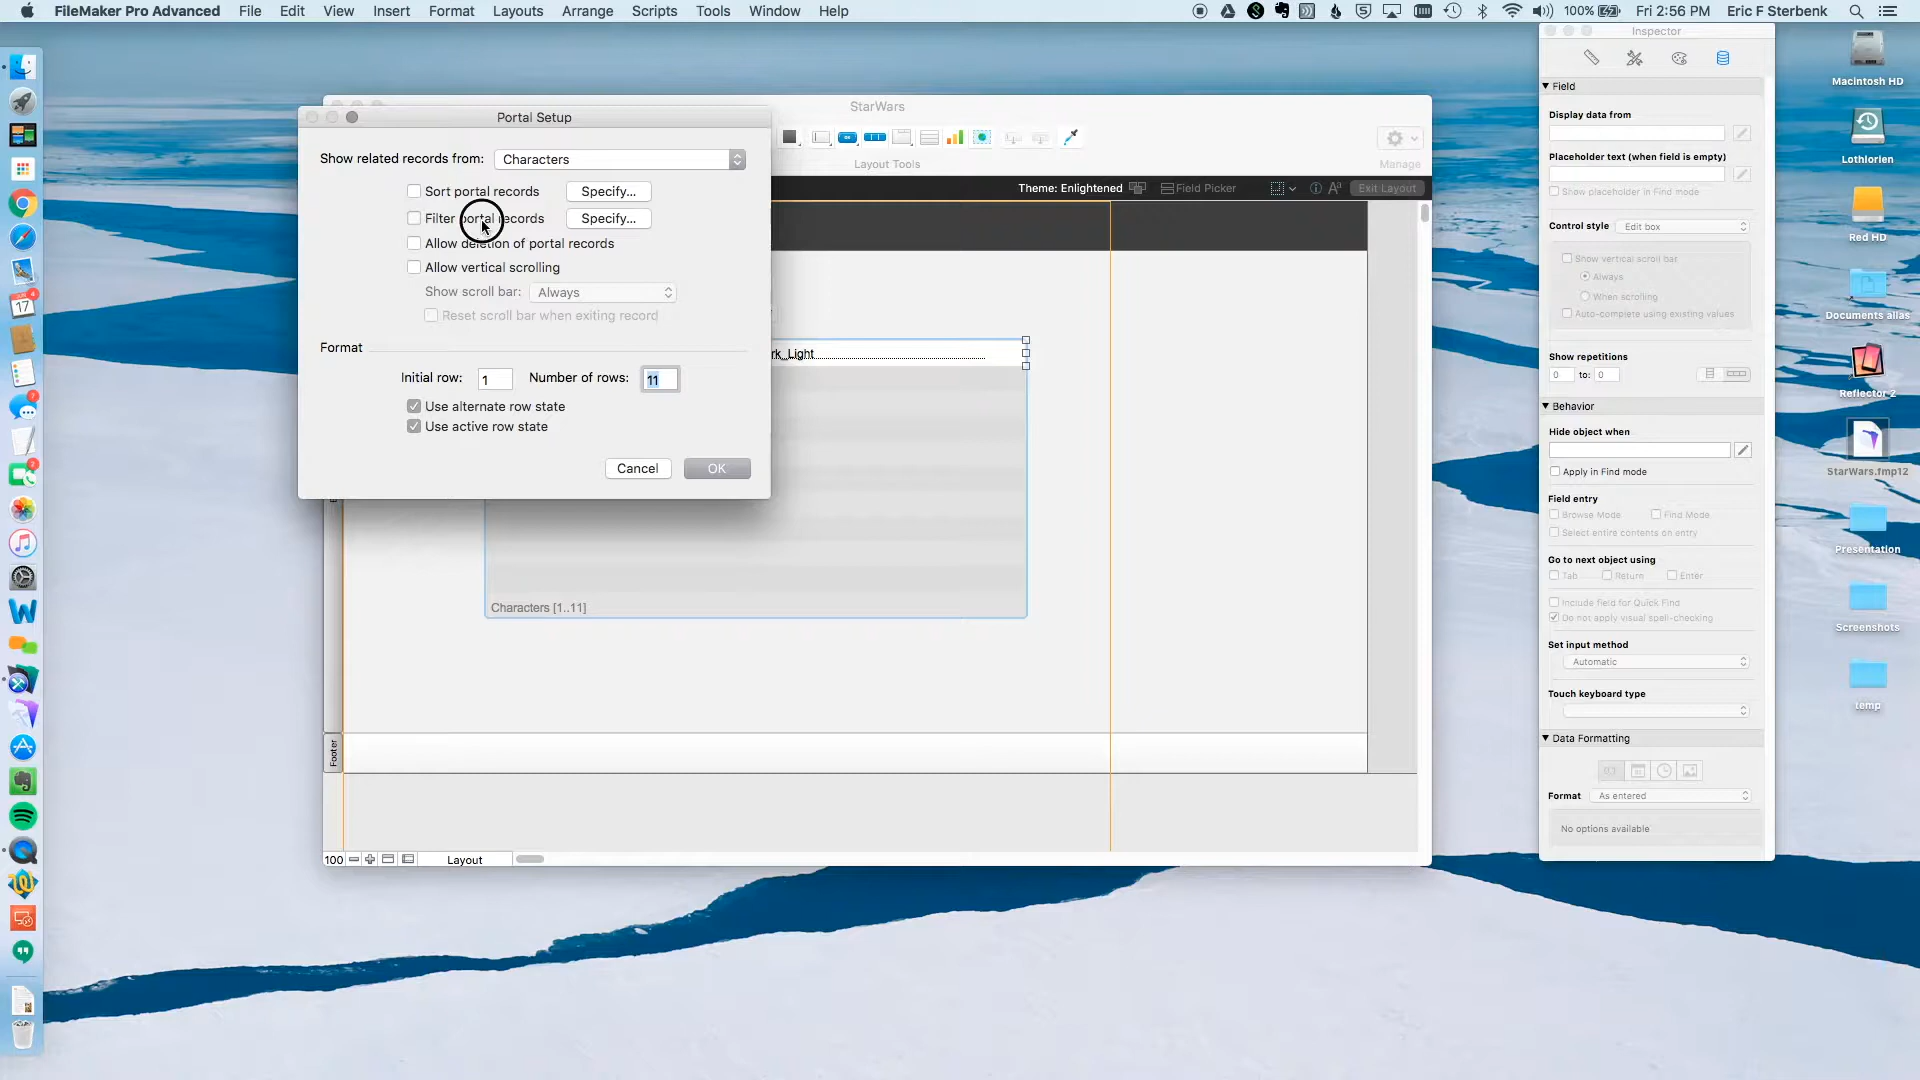 FileMaker Pro Advanced File Edit View Insert Format Layouts Arrange Scripts Tools Window Help
100% Fri 2:56 PM Eric F Sterbenk
Inspector
StarWars
Layout Tools
Manage
Theme: Enlightened
Field Picker
Exit Layout
Portal Setup
Show related records from: Characters
Sort portal records Specify...
Filter portal records Specify...
Allow deletion of portal records
Allow vertical scrolling
Show scroll bar: Always
Reset scroll bar when exiting record
Format
Initial row: 1 Number of rows: 11
Use alternate row state
Use active row state
Cancel OK
rk_Light
Characters [1..11]
Footer
100
Layout
Field
Display data from
Placeholder text (when field is empty)
Show placeholder in Find mode
Control style Edit box
Show vertical scroll bar
Always
When scrolling
Auto-complete using existing values
Show repetitions
0 to: 0
Behavior
Hide object when
Apply in Find mode
Field entry
Browse Mode Find Mode
Select entire contents on entry
Go to next object using
Tab Return Enter
Include field for Quick Find
Do not apply visual spell-checking
Set input method
Automatic
Touch keyboard type
Data Formatting
Format As entered
No options available
Macintosh HD
Lothlorien
Red HD
Documents alias
Reflector 2
StarWars.fmp12
Presentation
Screenshots
temp
17